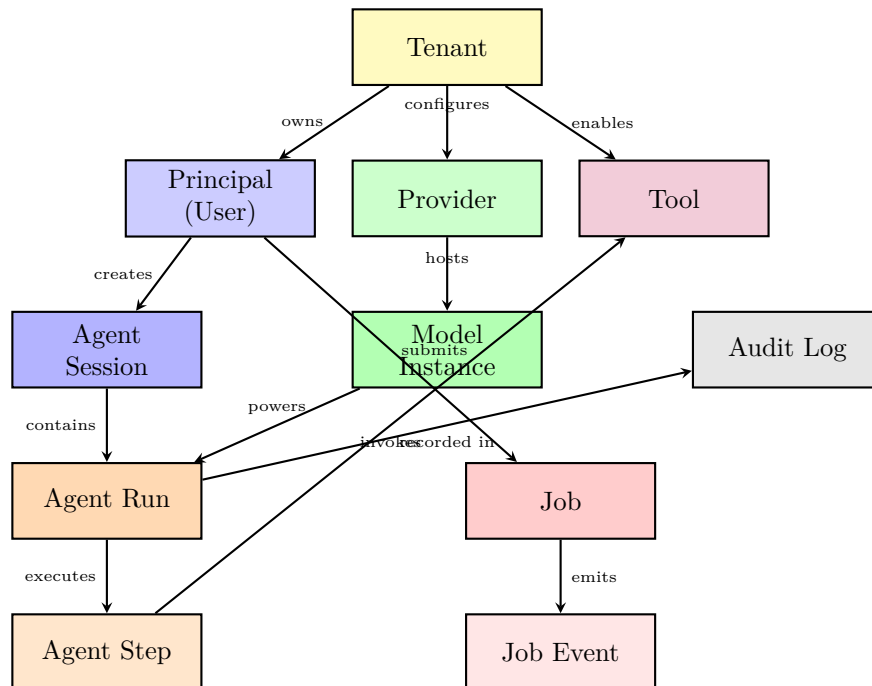 Tenant
configures
owns
enables
Principal
(User)
Provider
Tool
hosts
creates
Agent
Session
Model
Instance
submits
Audit Log
powers
contains
invokes
recorded in
Agent Run
Job
executes
emits
Agent Step
Job Event